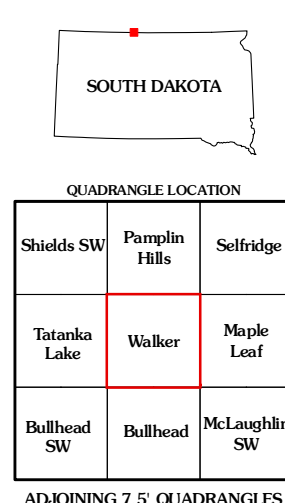 SOUTH DAKOTA
QUADRANGLE LOCATION
Shields SW
Pamplin
Hills
Selfridge
Tatanka
Lake
Walker
Maple
Leaf
Bullhead
SW
Bullhead
McLaughlin
SW
ADJOINING 7.5' QUADRANGLES